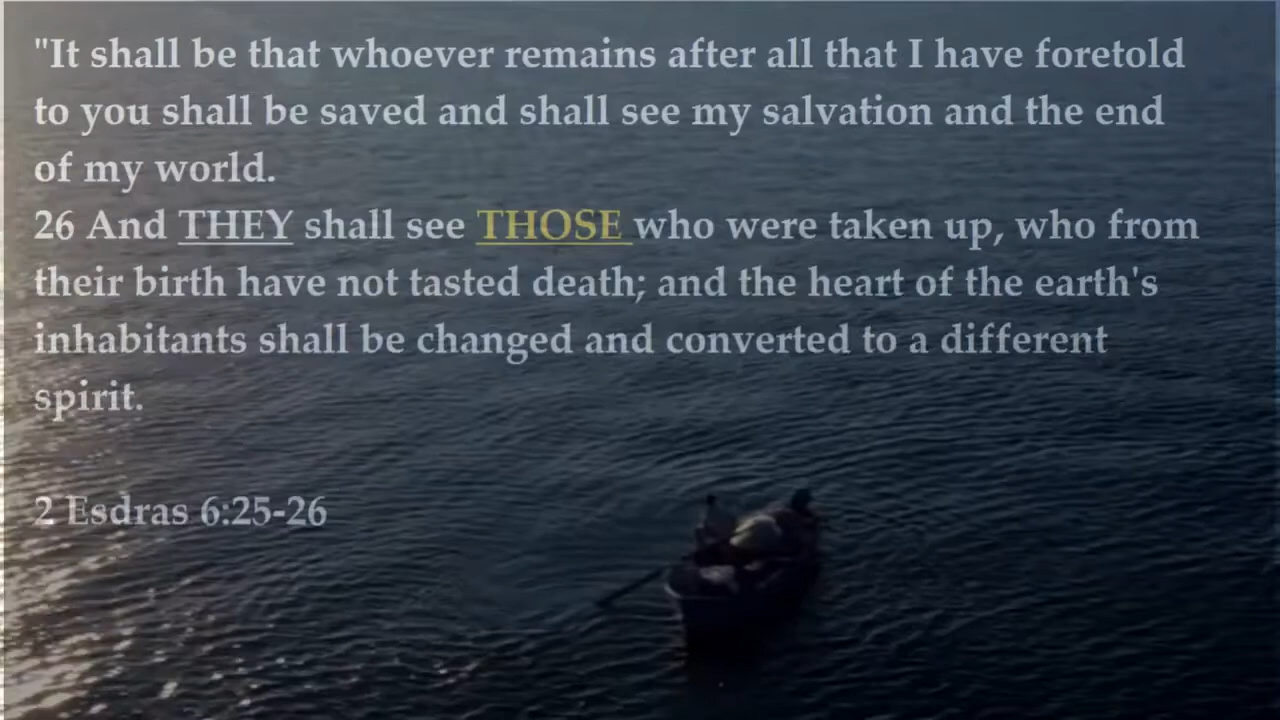 "It shall be that whoever remains after all that I have foretold
to you shall be saved and shall see my salvation and the end
of my world.
26 And THEY shall see THOSE who were taken up, who from
their birth have not tasted death; and the heart of the earth's
inhabitants shall be changed and converted to a different
spirit.
2 Esdras 6:25-26